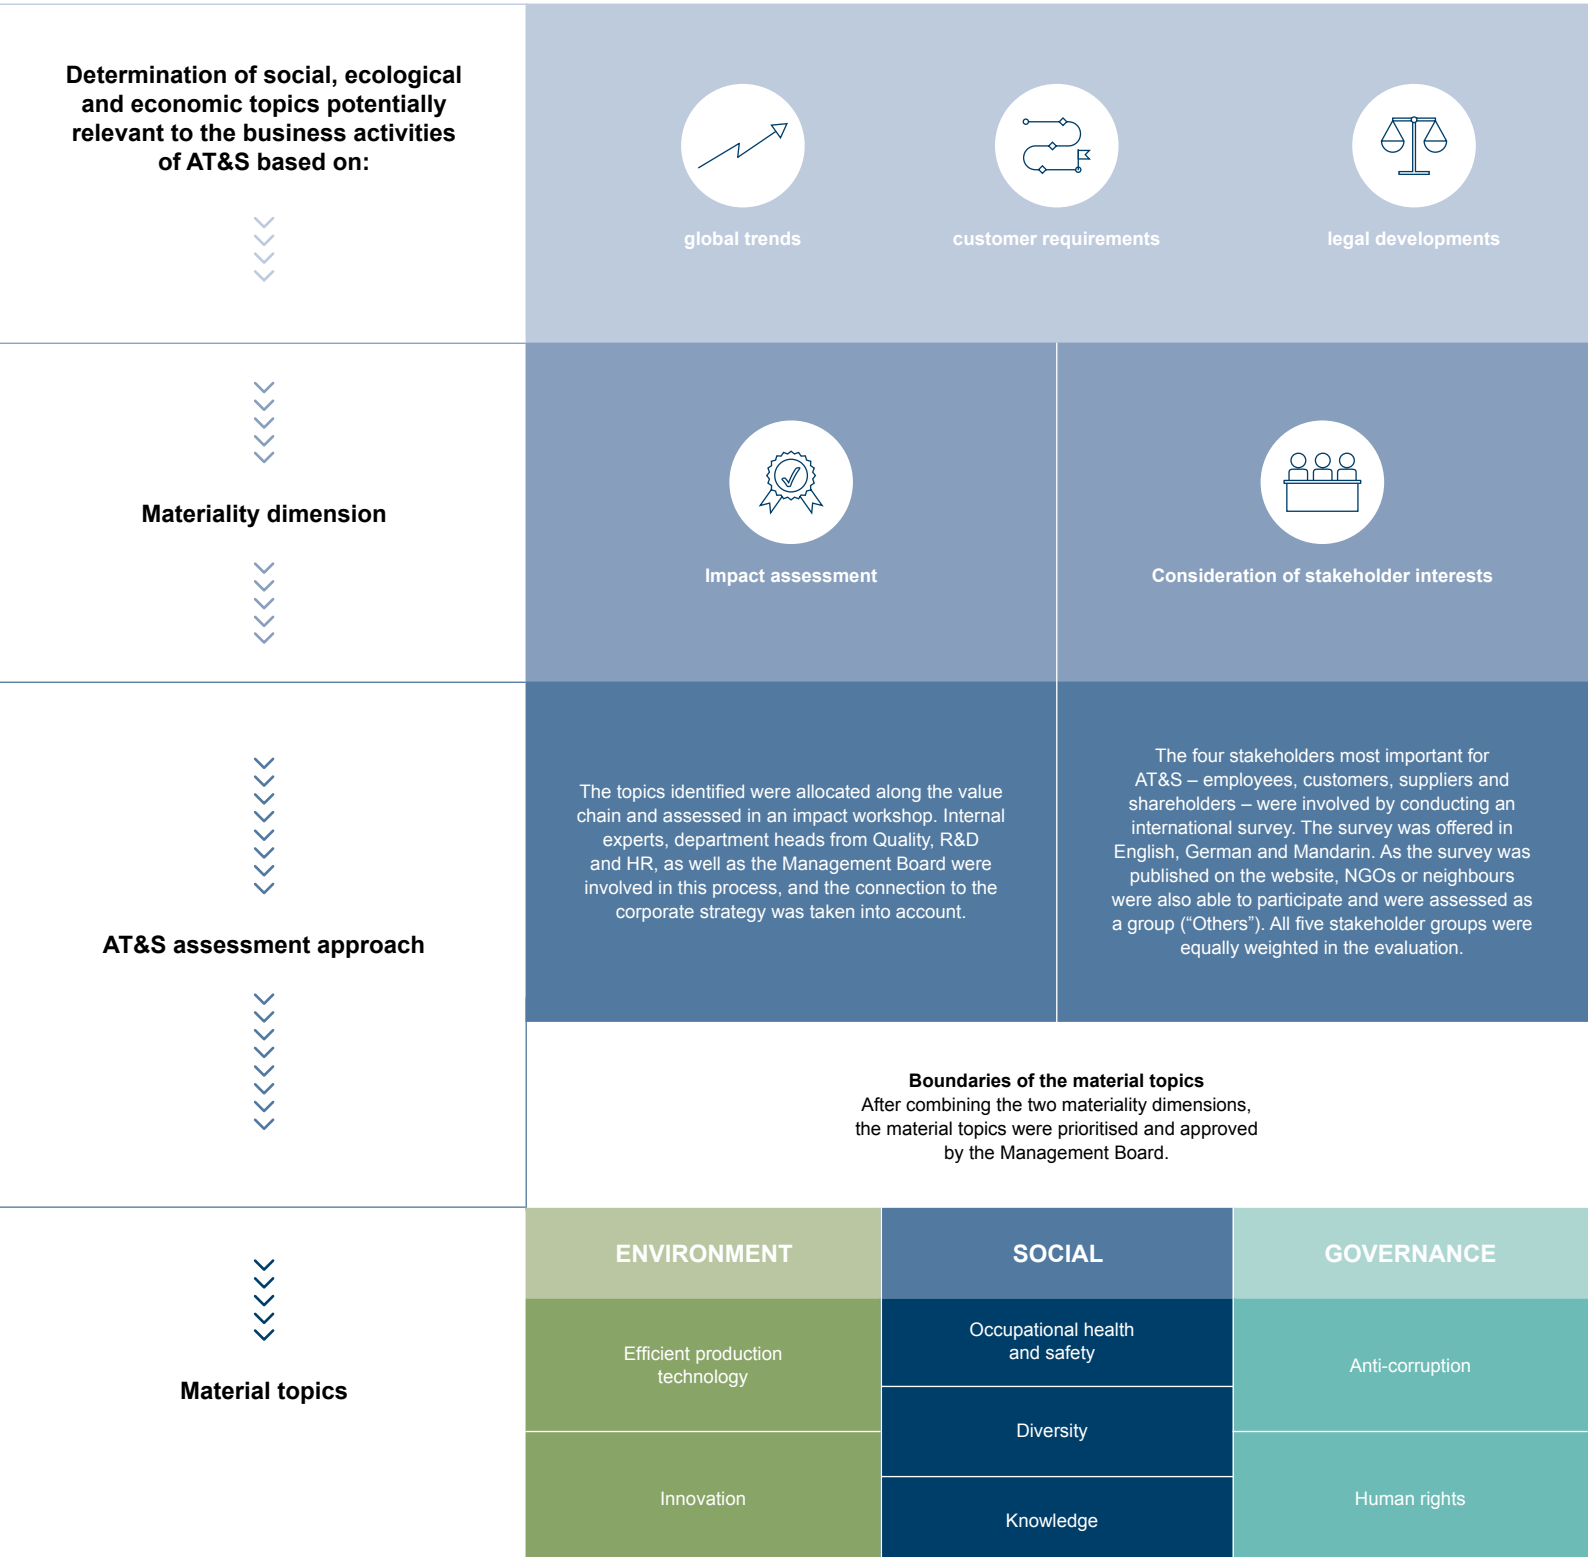 Determination of social, ecological
and economic topics potentially
relevant to the business activities
of AT&S based on:
global trends
customer requirements
legal developments
Materiality dimension
Impact assessment
Consideration of stakeholder interests
AT&S assessment approach
The topics identified were allocated along the value
chain and assessed in an impact workshop. Internal
experts, department heads from Quality, R&D
and HR, as well as the Management Board were
involved in this process, and the connection to the
corporate strategy was taken into account.
The four stakeholders most important for
AT&S – employees, customers, suppliers and
shareholders – were involved by conducting an
international survey. The survey was offered in
English, German and Mandarin. As the survey was
published on the website, NGOs or neighbours
were also able to participate and were assessed as
a group (“Others”). All five stakeholder groups were
equally weighted in the evaluation.
Boundaries of the material topics
After combining the two materiality dimensions,
the material topics were prioritised and approved
by the Management Board.
Material topics
ENVIRONMENT
Efficient production
technology
Innovation
SOCIAL
Occupational health
and safety
Diversity
Knowledge
GOVERNANCE
Anti-corruption
Human rights